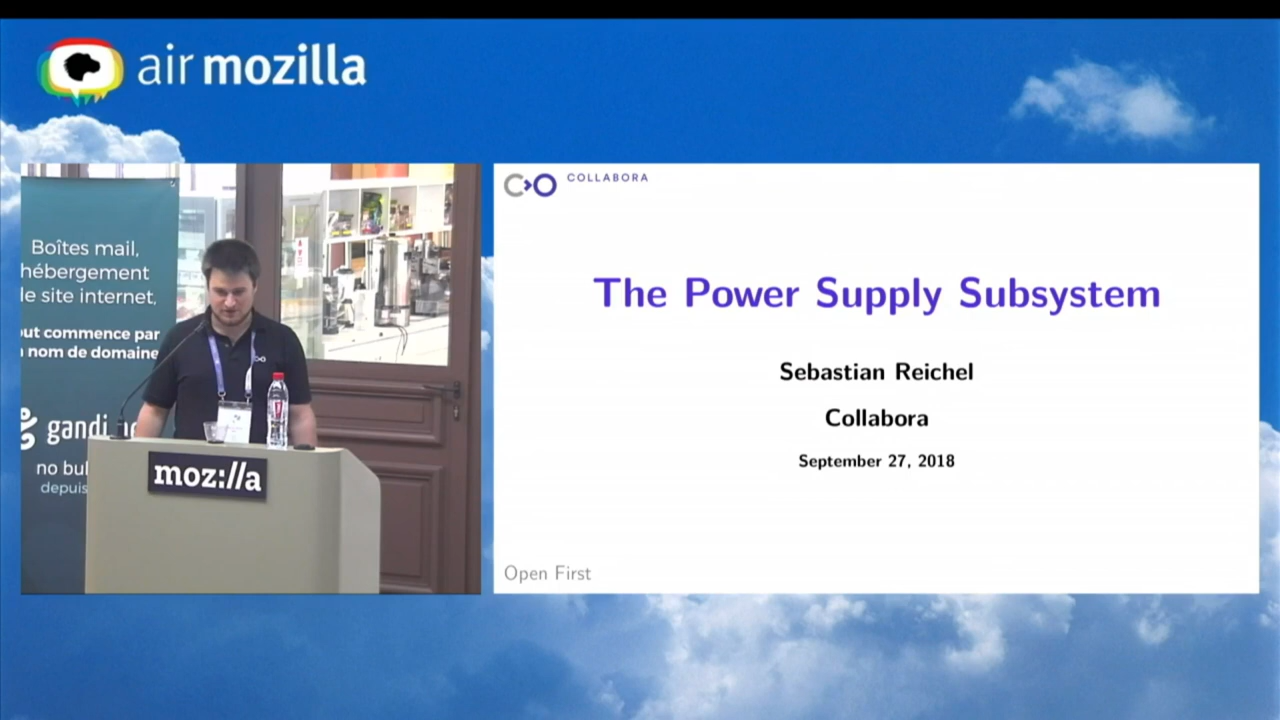 air mozilla
Boîtes mail,
hébergement
le site internet,
ut commence par
nom de domaine
gandi
no bul
depuis
moz://a
COLLABORA
The Power Supply Subsystem
Sebastian Reichel
Collabora
September 27, 2018
Open First